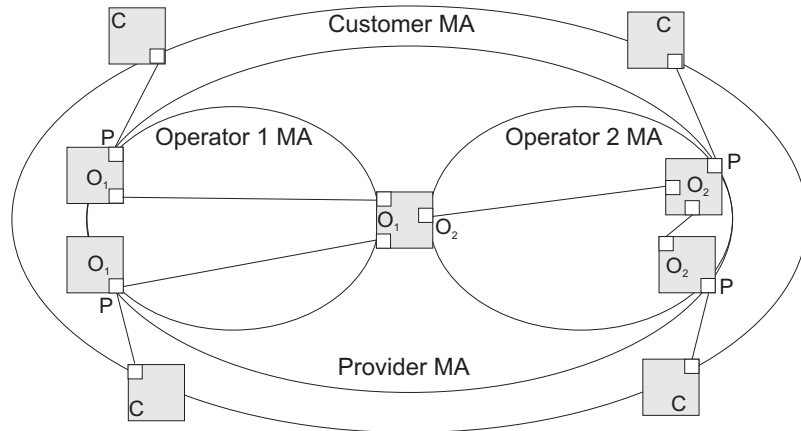 C
Customer MA
C
P
Operator 1 MA
Operator 2 MA
P
O₁
O₂
O₁
O₂
O₁
O₂
P
P
Provider MA
C
C